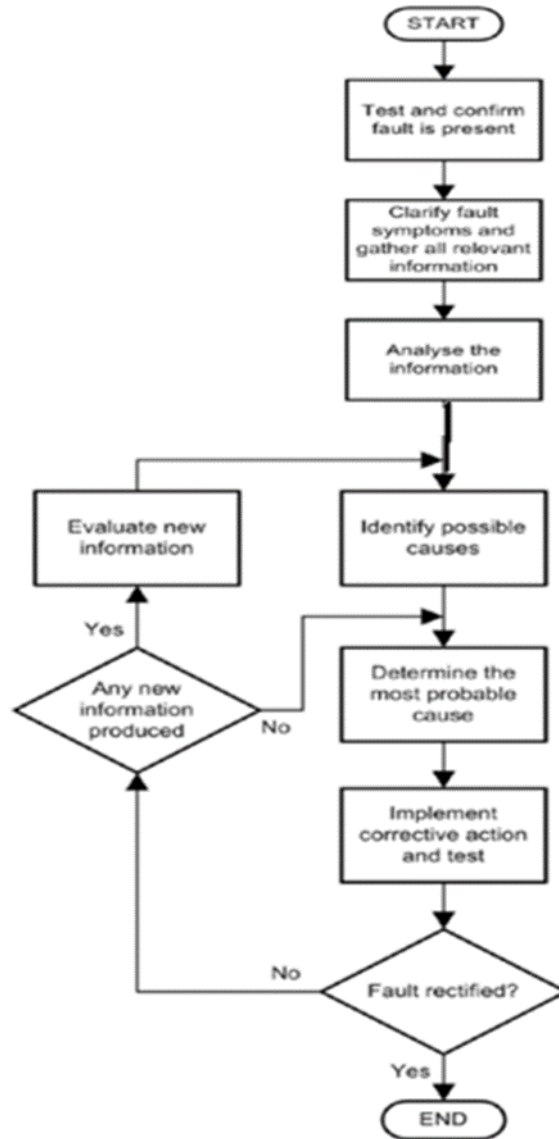 START
Test and confirm
fault is present
Clarify fault
symptoms and
gather all relevant
information
Analyse the
information
Evaluate new
information
Identify possible
causes
Yes
Any new
information
produced
No
Determine the
most probable
cause
Implement
corrective action
and test
No
Fault rectified?
Yes
END